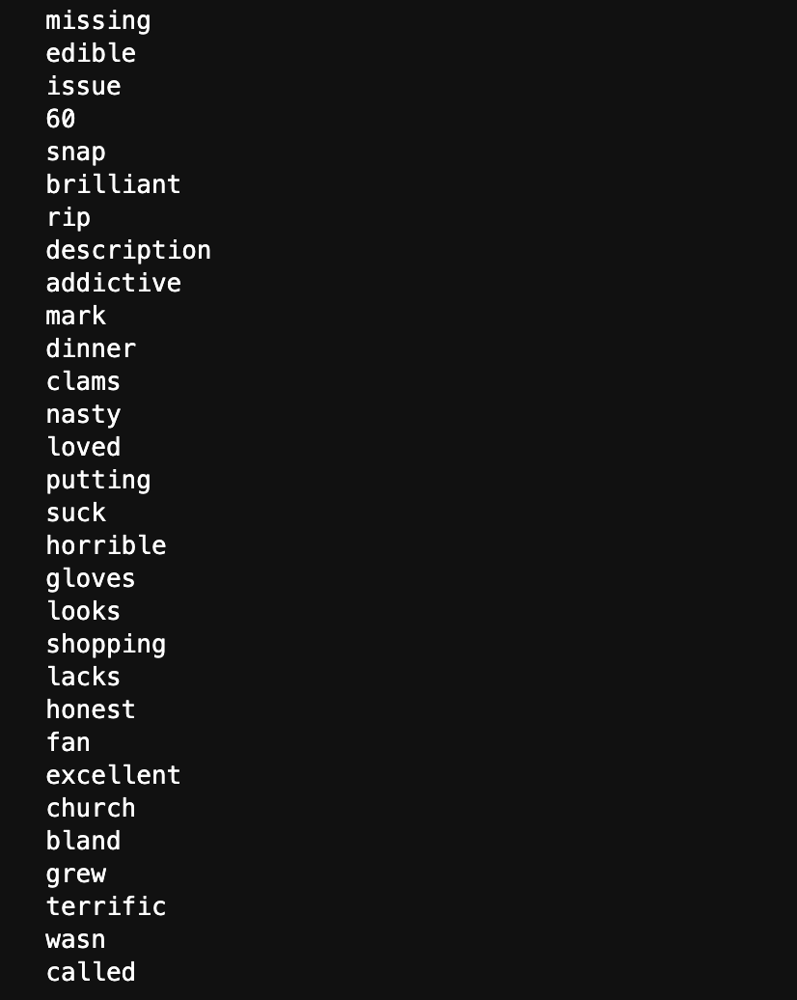 missing
edible
issue
60
snap
brilliant
rip
description
addictive
mark
dinner
clams
nasty
loved
putting
suck
horrible
gloves
looks
shopping
lacks
honest
fan
excellent
church
bland
grew
terrific
wasn
called